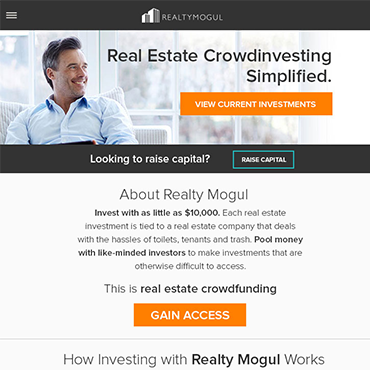 REALTYMOGUL
Real Estate Crowdinvesting
Simplified.
VIEW CURRENT INVESTMENTS
Looking to raise capital?
RAISE CAPITAL
About Realty Mogul
Invest with as little as $10,000. Each real estate
investment is tied to a real estate company that deals
with the hassles of toilets, tenants and trash. Pool money
with like-minded investors to make investments that are
otherwise difficult to access.
This is real estate crowdfunding
GAIN ACCESS
How Investing with Realty Mogul Works